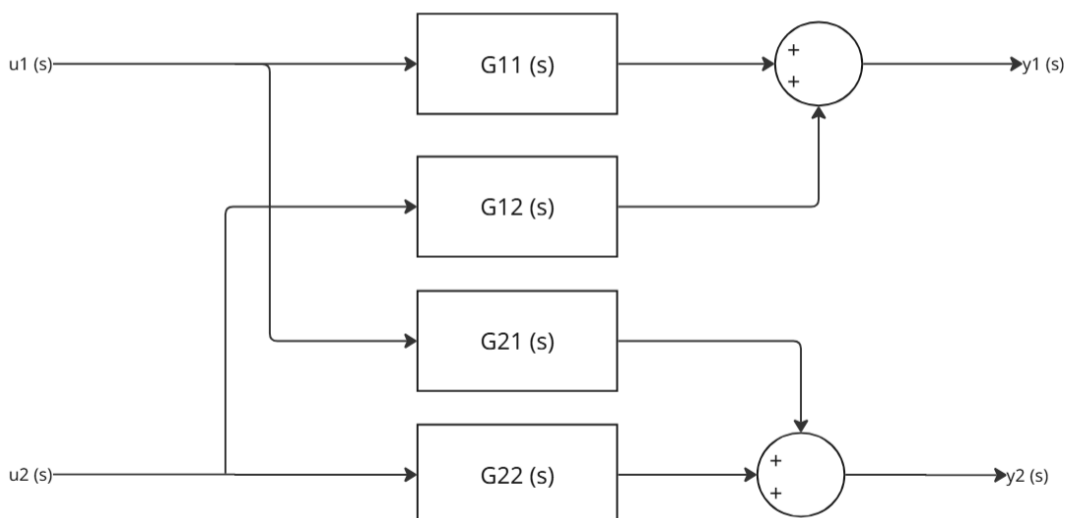 u1 (s)
G11 (s)
+
+
y1 (s)
G12 (s)
G21 (s)
u2 (s)
G22 (s)
+
+
y2 (s)